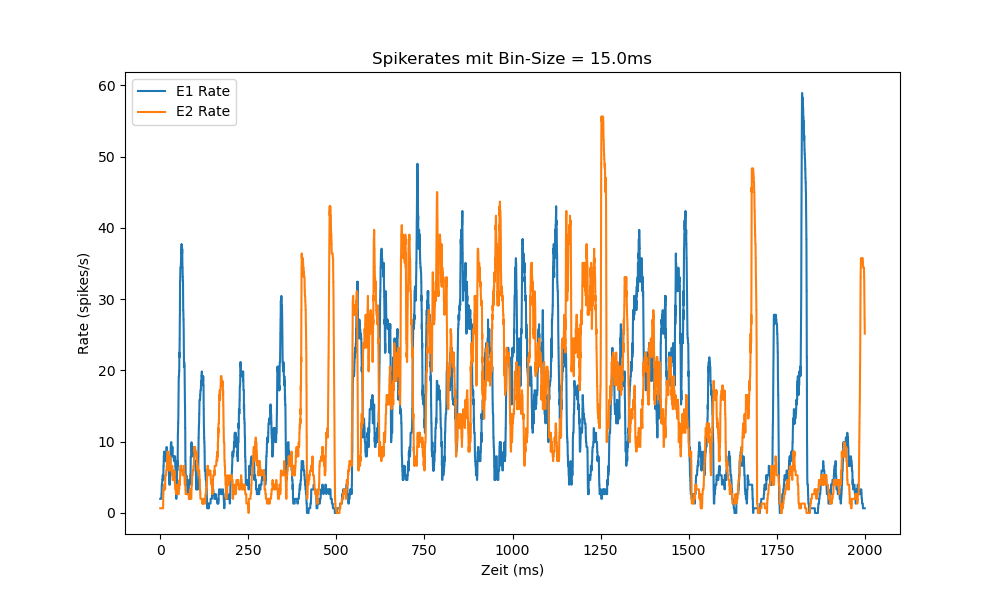 Spikerates mit Bin-Size = 15.0ms
E1 Rate
E2 Rate
60
50
40
30
20
10
0
Rate (spikes/s)
0 250 500 750 1000 1250 1500 1750 2000
Zeit (ms)